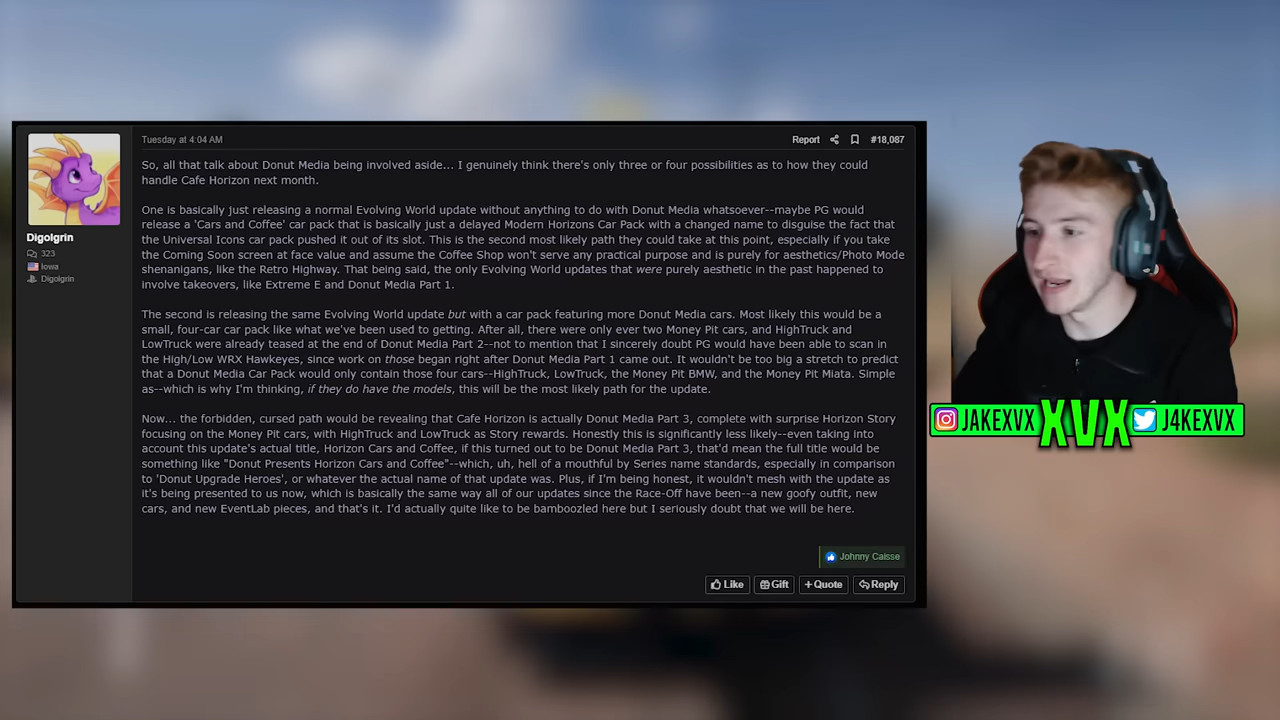 Tuesday at 4:04 AM
Report
#18,087
Digolgrin
323
Iowa
Digolgrin
So, all that talk about Donut Media being involved aside... I genuinely think there's only three or four possibilities as to how they could
handle Cafe Horizon next month.
One is basically just releasing a normal Evolving World update without anything to do with Donut Media whatsoever--maybe PG would
release a 'Cars and Coffee' car pack that is basically just a delayed Modern Horizons Car Pack with a changed name to disguise the fact that
the Universal Icons car pack pushed it out of its slot. This is the second most likely path they could take at this point, especially if you take
the Coming Soon screen at face value and assume the Coffee Shop won't serve any practical purpose and is purely for aesthetics/Photo Mode
shenanigans, like the Retro Highway. That being said, the only Evolving World updates that were purely aesthetic in the past happened to
involve takeovers, like Extreme E and Donut Media Part 1.
The second is releasing the same Evolving World update but with a car pack featuring more Donut Media cars. Most likely this would be a
small, four-car car pack like what we've been used to getting. After all, there were only ever two Money Pit cars, and HighTruck and
LowTruck were already teased at the end of Donut Media Part 2--not to mention that I sincerely doubt PG would have been able to scan in
the High/Low WRX Hawkeyes, since work on those began right after Donut Media Part 1 came out. It wouldn't be too big a stretch to predict
that a Donut Media Car Pack would only contain those four cars--HighTruck, LowTruck, the Money Pit BMW, and the Money Pit Miata. Simple
as--which is why I'm thinking, if they do have the models, this will be the most likely path for the update.
Now... the forbidden, cursed path would be revealing that Cafe Horizon is actually Donut Media Part 3, complete with surprise Horizon Story
focusing on the Money Pit cars, with HighTruck and LowTruck as Story rewards. Honestly this is significantly less likely--even taking into
account this update's actual title, Horizon Cars and Coffee, if this turned out to be Donut Media Part 3, that'd mean the full title would be
something like "Donut Presents Horizon Cars and Coffee"--which, uh, hell of a mouthful by Series name standards, especially in comparison
to 'Donut Upgrade Heroes', or whatever the actual name of that update was. Plus, if I'm being honest, it wouldn't mesh with the update as
it's being presented to us now, which is basically the same way all of our updates since the Race-Off have been--a new goofy outfit, new
cars, and new EventLab pieces, and that's it. I'd actually quite like to be bamboozled here but I seriously doubt that we will be here.
Johnny Caisse
Like
Gift
+Quote
Reply
JAKEXVX
XVX
J4KEXVX